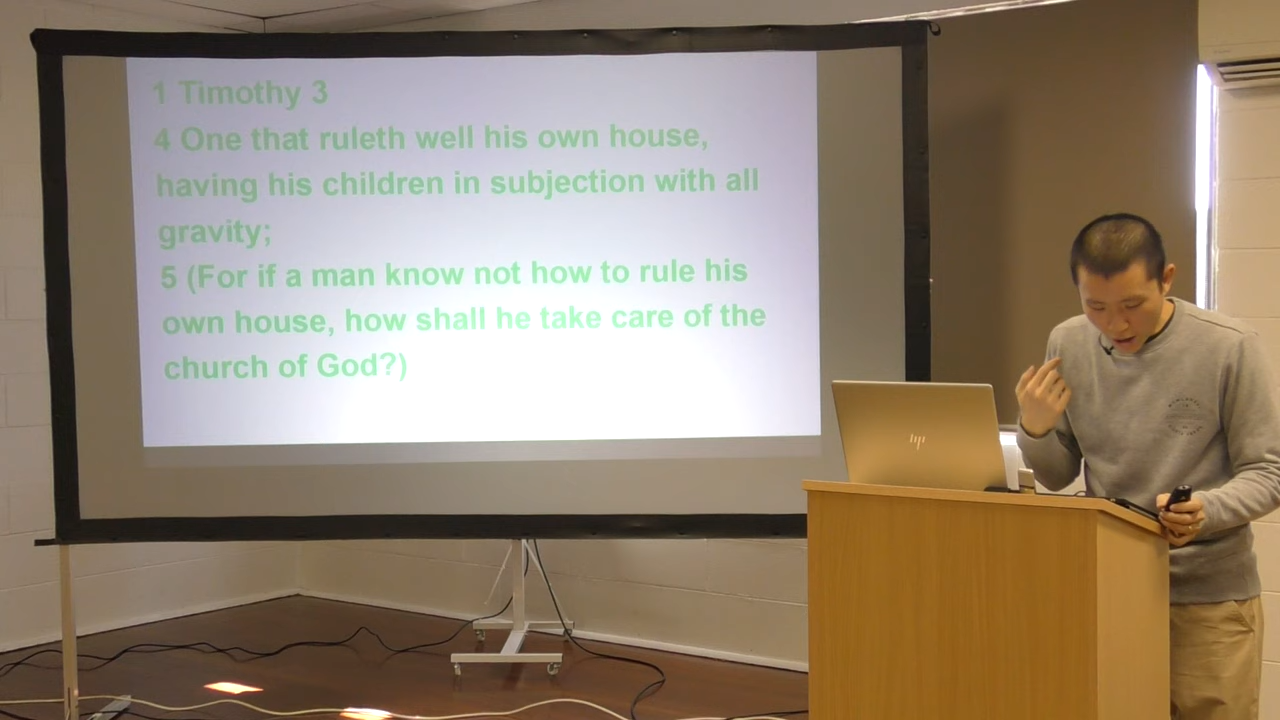 1 Timothy 3
4 One that ruleth well his own house,
having his children in subjection with all
gravity;
5 (For if a man know not how to rule his
own house, how shall he take care of the
church of God?)
hp